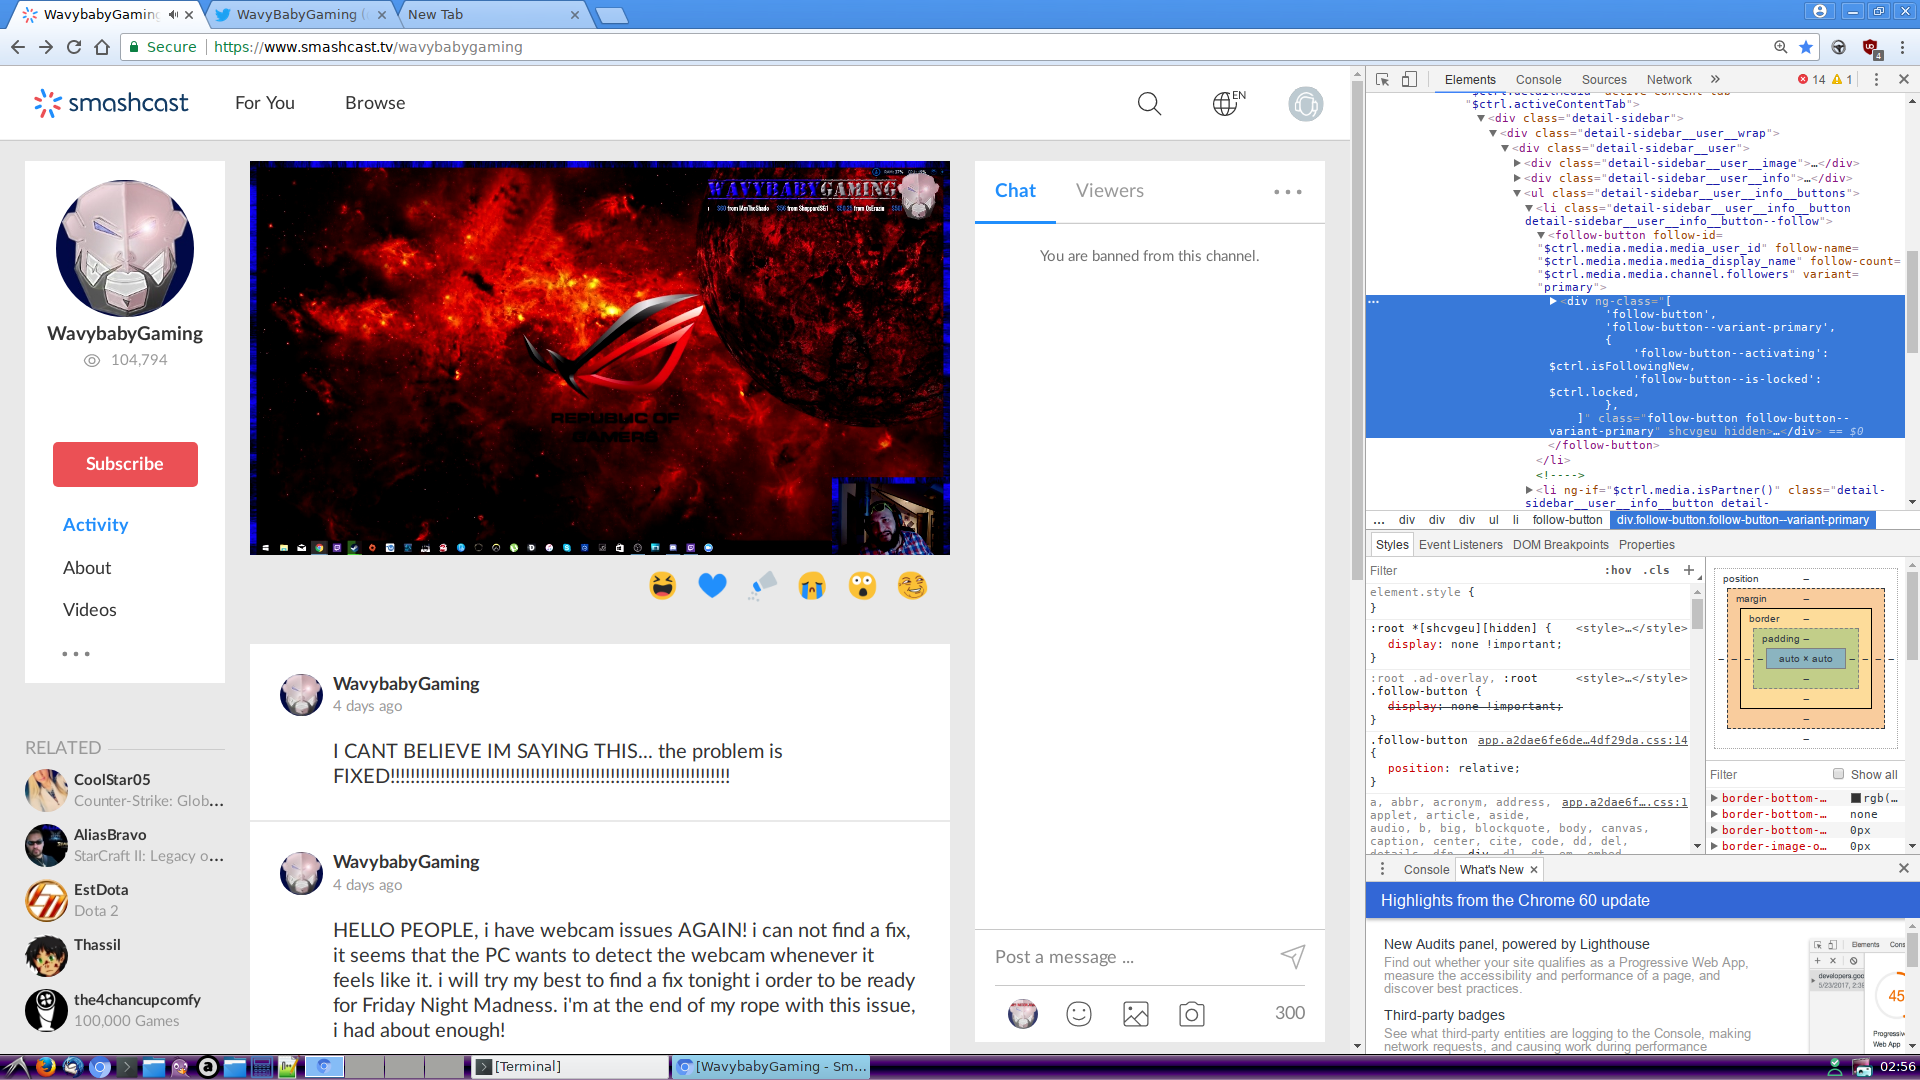 WavybabyGaming
WavyBabyGaming (
New Tab
Secure
https://www.smashcast.tv/wavybabygaming
4
smashcast
For You
Browse
EN
WavybabyGaming
104,794
Subscribe
Activity
About
Videos
RELATED
CoolStar05
Counter-Strike: Glob...
AliasBravo
StarCraft II: Legacy o...
EstDota
Dota 2
Thassil
the4chancupcomfy
100,000 Games
WAVYBABYGAMING
REPUBLIC OF
GAMERS
WavybabyGaming
4 days ago
I CANT BELIEVE IM SAYING THIS... the problem is
FIXED!!!!!!!!!!!!!!!!!!!!!!!!!!!!!!!!!!!!!!!!!!!!!!!!!!!!!!!!!!!!!!!!!!!!
WavybabyGaming
4 days ago
HELLO PEOPLE, i have webcam issues AGAIN! i can not find a fix,
it seems that the PC wants to detect the webcam whenever it
feels like it. i will try my best to find a fix tonight i order to be ready
for Friday Night Madness. i'm at the end of my rope with this issue,
i had about enough!
Chat
Viewers
You are banned from this channel.
Post a message ...
300
Elements
Console
Sources
Network
14
1
"$ctrl.activeContentTab">
<div class="detail-sidebar">
<div class="detail-sidebar__user__wrap">
<div class="detail-sidebar__user">
<div class="detail-sidebar__user__image">…</div>
<div class="detail-sidebar__user__info">…</div>
<ul class="detail-sidebar__user__info__buttons">
<li class="detail-sidebar__user__info__button
detail-sidebar__user__info__button--follow">
<follow-button follow-id=
"$ctrl.media.media.media_user_id" follow-name=
"$ctrl.media.media.media_display_name" follow-count=
"$ctrl.media.media.channel.followers" variant=
"primary">
<div ng-class="[
'follow-button',
'follow-button--variant-primary',
{
'follow-button--activating':
$ctrl.isFollowingNew,
'follow-button--is-locked':
$ctrl.locked,
},
]" class="follow-button follow-button--
variant-primary" shcvgeu hidden>…</div> == $0
</follow-button>
</li>
<!---->
<li ng-if="$ctrl.media.isPartner()" class="detail-
sidebar__user__info__button detail-
... div div div ul li follow-button div.follow-button.follow-button--variant-primary
Styles
Event Listeners
DOM Breakpoints
Properties
Filter
:hov .cls +
element.style {
}
:root *[shcvgeu][hidden] { <style>…</style>
display: none !important;
}
:root .ad-overlay, :root <style>…</style>
.follow-button {
display: none !important;
}
.follow-button app.a2dae6fe6de…4df29da.css:14
{
position: relative;
}
a, abbr, acronym, address, app.a2dae6f….css:1
applet, article, aside,
audio, b, big, blockquote, body, canvas,
caption, center, cite, code, dd, del,
position –
margin –
border –
padding –
auto × auto
Filter
Show all
border-bottom-… rgb(…
border-bottom-… none
border-bottom-… 0px
border-image-o… 0px
Console
What's New
Highlights from the Chrome 60 update
New Audits panel, powered by Lighthouse
Find out whether your site qualifies as a Progressive Web App,
measure the accessibility and performance of a page, and
discover best practices.
Third-party badges
See what third-party entities are logging to the Console, making
network requests, and causing work during performance
Elements
45
Web App
[Terminal]
[WavybabyGaming - Sm...
02:56